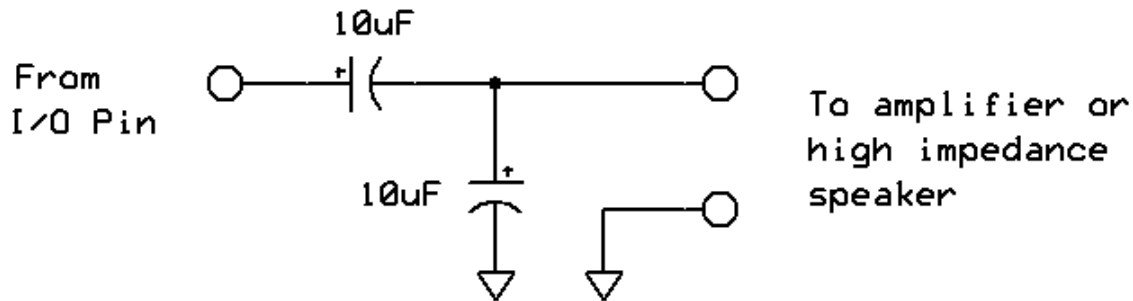 10uF
From
I/O Pin
+
To amplifier or
high impedance
speaker
+
10uF